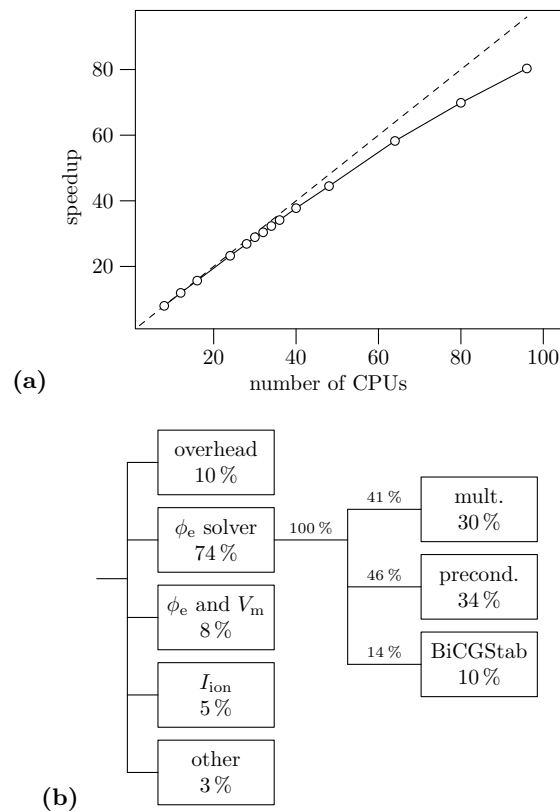 80
60
40
20
speedup
20 40 60 80 100
number of CPUs
(a)
overhead
10 %
ϕe solver
74 %
100 %
ϕe and Vm
8 %
Iion
5 %
other
3 %
41 %
mult.
30 %
46 %
precond.
34 %
14 %
BiCGStab
10 %
(b)